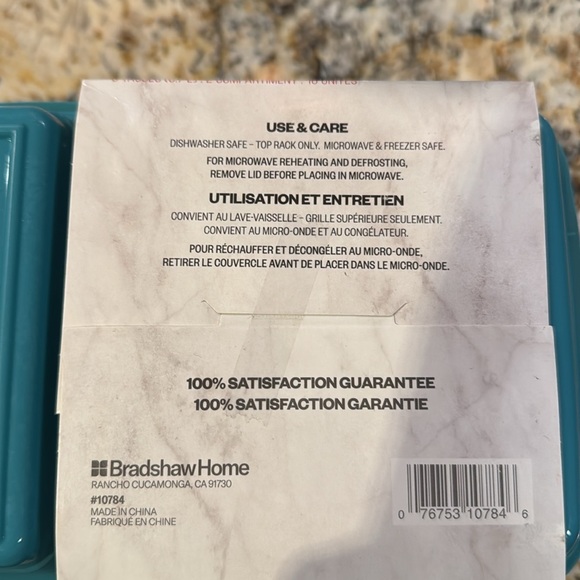 USE & CARE
DISHWASHER SAFE – TOP RACK ONLY. MICROWAVE & FREEZER SAFE.
FOR MICROWAVE REHEATING AND DEFROSTING,
REMOVE LID BEFORE PLACING IN MICROWAVE.
UTILISATION ET ENTRETIEN
CONVIENT AU LAVE-VAISSELLE – GRILLE SUPÉRIEURE SEULEMENT.
CONVIENT AU MICRO-ONDE ET AU CONGÉLATEUR.
POUR RÉCHAUFFER ET DÉCONGÉLER AU MICRO-ONDE,
RETIRER LE COUVERCLE AVANT DE PLACER DANS LE MICRO-ONDE.
100% SATISFACTION GUARANTEE
100% SATISFACTION GARANTIE
Bradshaw Home
RANCHO CUCAMONGA, CA 91730
#10784
MADE IN CHINA
FABRIQUÉ EN CHINE
0 76753 10784 6